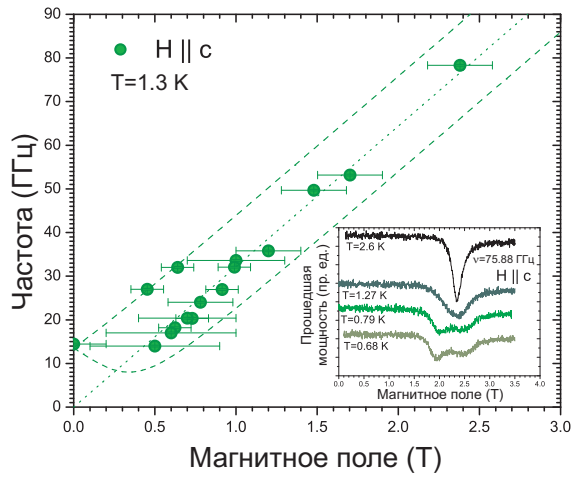 90
80
70
60
50
40
30
20
10
0
Частота (ГГц)
H || c
T=1.3 K
0.0 0.5 1.0 1.5 2.0 2.5 3.0
Магнитное поле (T)
Прошедшая
мощность (пр. ед.)
T=2.6 K
ν=75.88 ГГц
H || c
T=1.27 K
T=0.79 K
T=0.68 K
0.0 0.5 1.0 1.5 2.0 2.5 3.0 3.5 4.0
Магнитное поле (T)